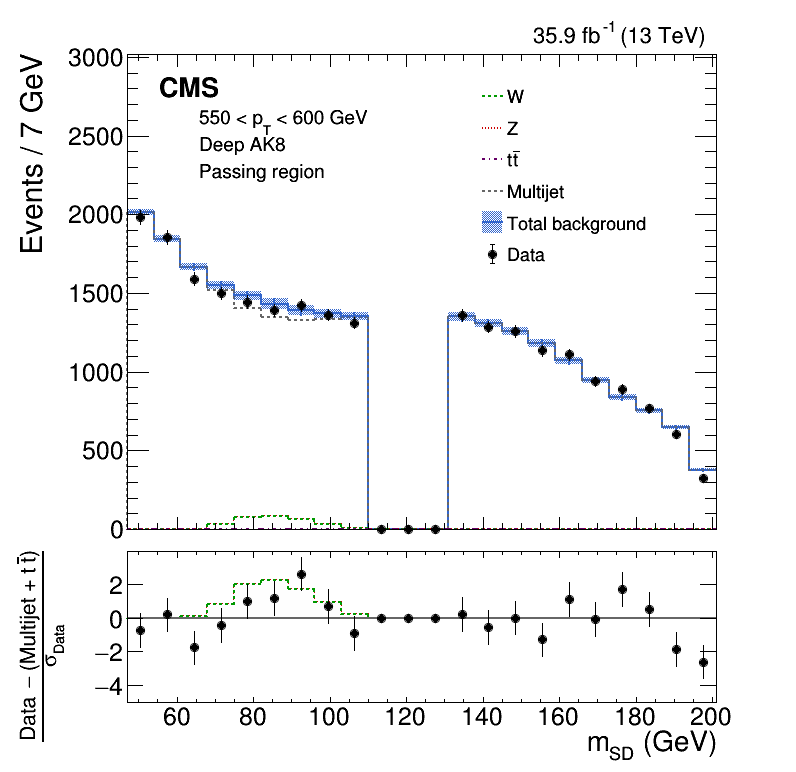 35.9 fb⁻¹ (13 TeV)
CMS
550 < p_T < 600 GeV
Deep AK8
Passing region
W
Z
tt̄
Multijet
Total background
Data
Events / 7 GeV
3000
2500
2000
1500
1000
500
0
Data − (Multijet + t t̄)
σ_Data
2
0
−2
−4
60 80 100 120 140 160 180 200
m_SD (GeV)